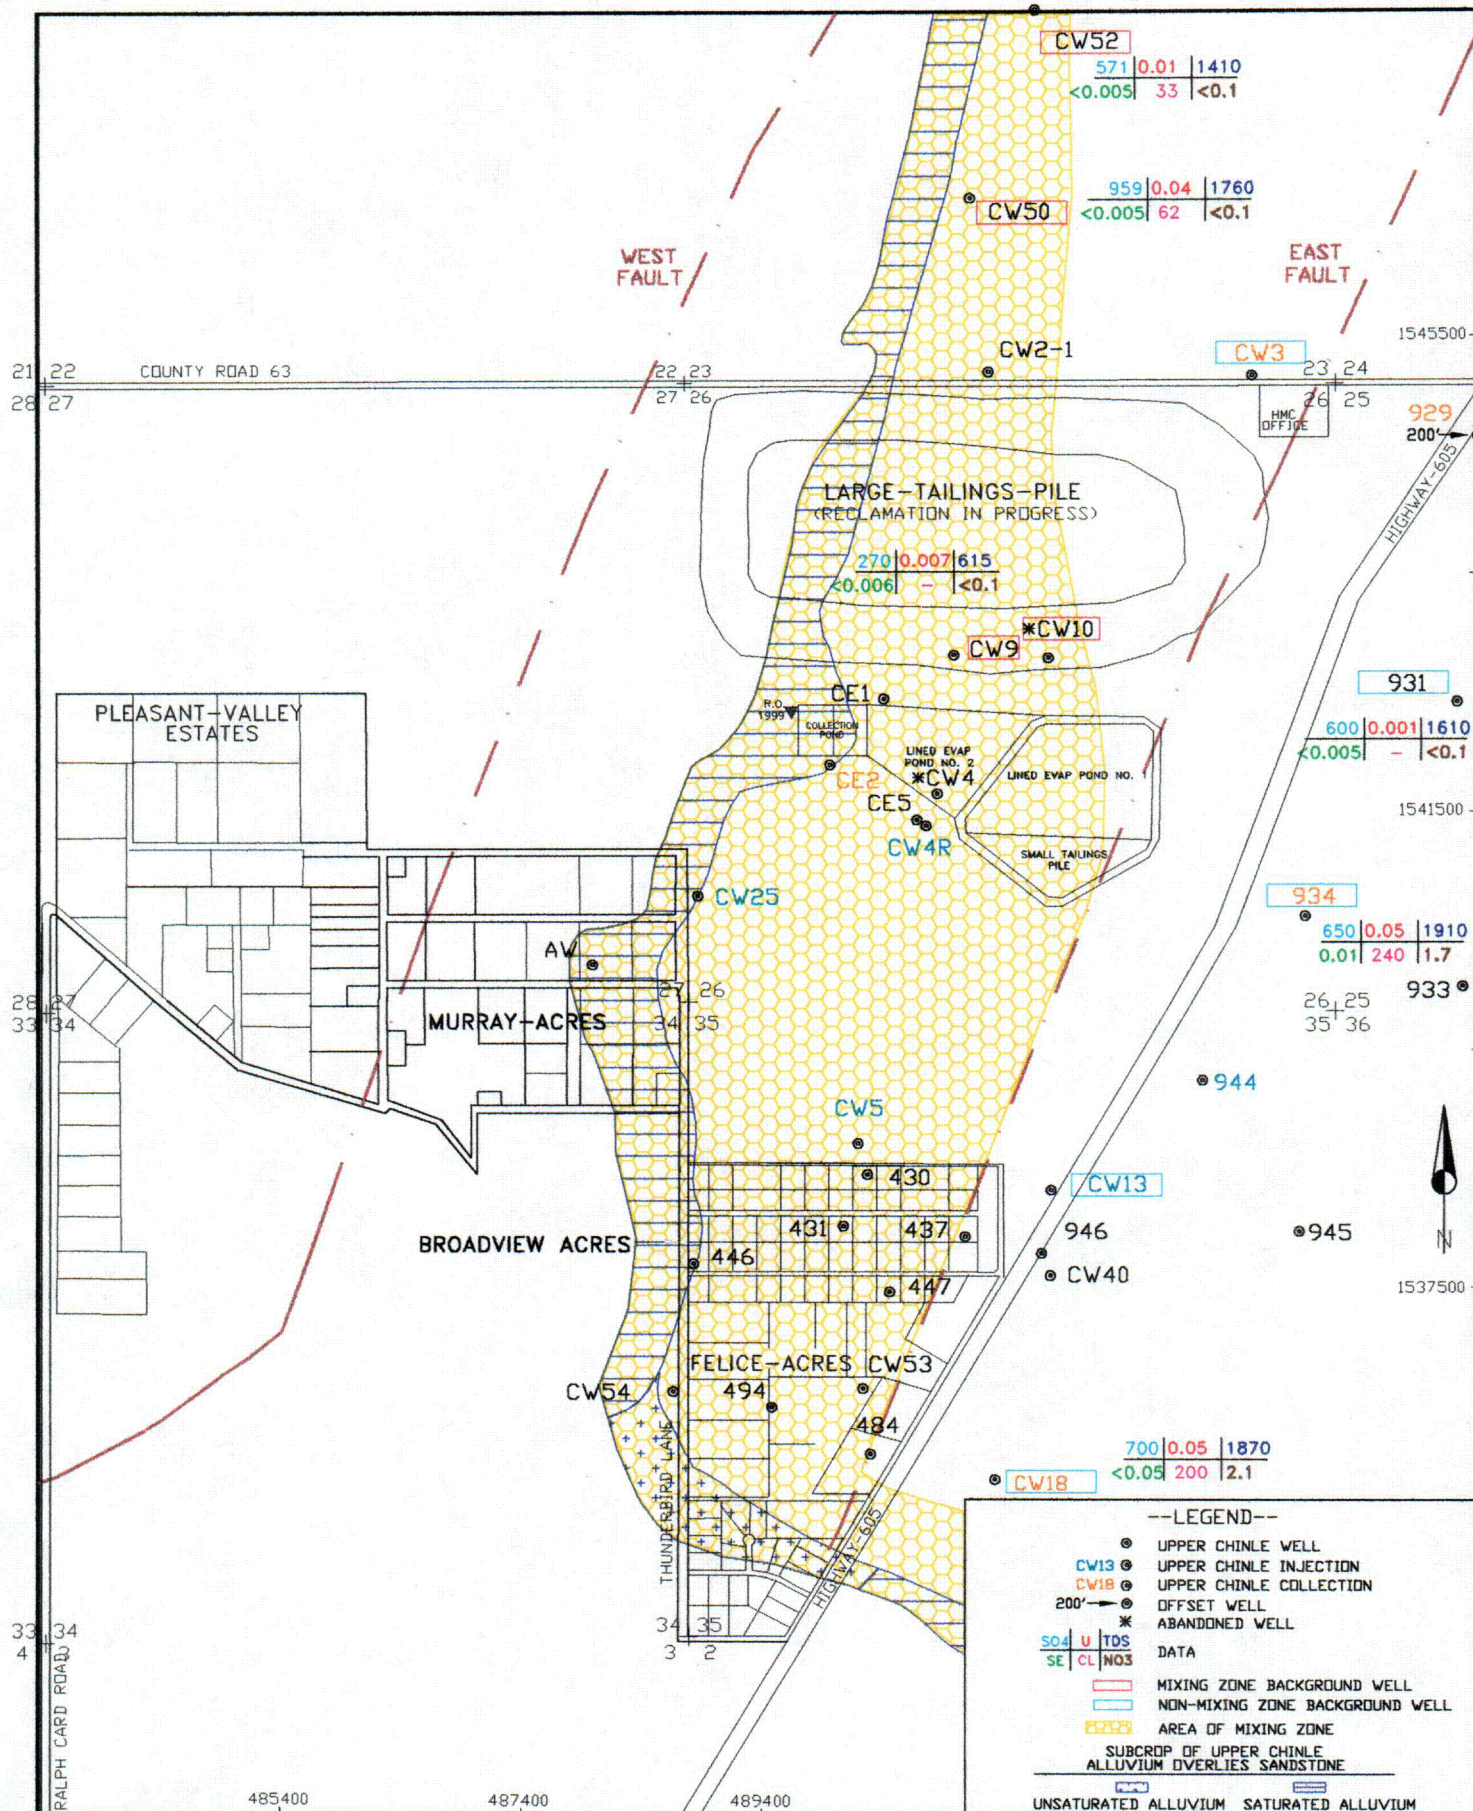 CW52
571 0.01 1410
<0.005 33 <0.1
959 0.04 1760
<0.005 62 <0.1
CW50
WEST
FAULT
EAST
FAULT
1545500
CW2-1
CW3
21 22
28 27
COUNTY ROAD 63
22 23
27 26
23 24
26 25
HMC
OFFICE
929
200'
HIGHWAY-605
LARGE-TAILINGS-PILE
(RECLAMATION IN PROGRESS)
270 0.007 615
<0.006 - <0.1
CW10
CW9
CE1
931
600 0.001 1610
<0.005 - <0.1
PLEASANT-VALLEY
ESTATES
R.O.
1999
COLLECTION
POND
LINED EVAP
POND NO. 2
CE2
CW4
LINED EVAP POND NO. 1
CE5
1541500
CW4R
SMALL TAILINGS
PILE
CW25
934
650 0.05 1910
0.01 240 1.7
AW
933
28 27
33 34
27 26
34 35
26 25
35 36
MURRAY-ACRES
944
CW5
430
CW13
431
437
946
945
BROADVIEW ACRES
446
CW40
447
1537500
N
FELICE-ACRES
CW53
CW54
494
484
THUNDERBIRD LANE
700 0.05 1870
<0.05 200 2.1
CW18
HIGHWAY-605
33 34
4 3
34 35
3 2
RALPH CARD ROAD
485400
487400
489400
--LEGEND--
UPPER CHINLE WELL
CW13 UPPER CHINLE INJECTION
CW18 UPPER CHINLE COLLECTION
200' OFFSET WELL
ABANDONED WELL
SO4 U TDS
SE CL NO3
DATA
MIXING ZONE BACKGROUND WELL
NON-MIXING ZONE BACKGROUND WELL
AREA OF MIXING ZONE
SUBCROP OF UPPER CHINLE
ALLUVIUM OVERLIES SANDSTONE
UNSATURATED ALLUVIUM SATURATED ALLUVIUM